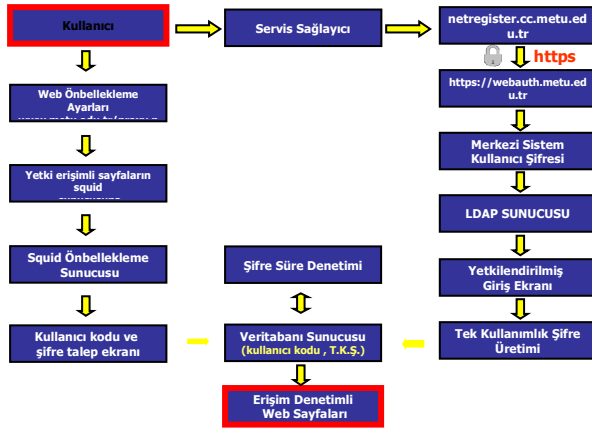 Kullanıcı
Servis Sağlayıcı
netregister.cc.metu.ed
u.tr
https
Web Önbellekleme
Ayarları
https://webauth.metu.ed
u.tr
Yetki erişimli sayfaların
squid
Merkezi Sistem
Kullanıcı Şifresi
LDAP SUNUCUSU
Squid Önbellekleme
Sunucusu
Şifre Süre Denetimi
Yetkilendirilmiş
Giriş Ekranı
Kullanıcı kodu ve
şifre talep ekranı
Veritabanı Sunucusu
(kullanıcı kodu , T.K.Ş.)
Tek Kullanımlık Şifre
Üretimi
Erişim Denetimli
Web Sayfaları